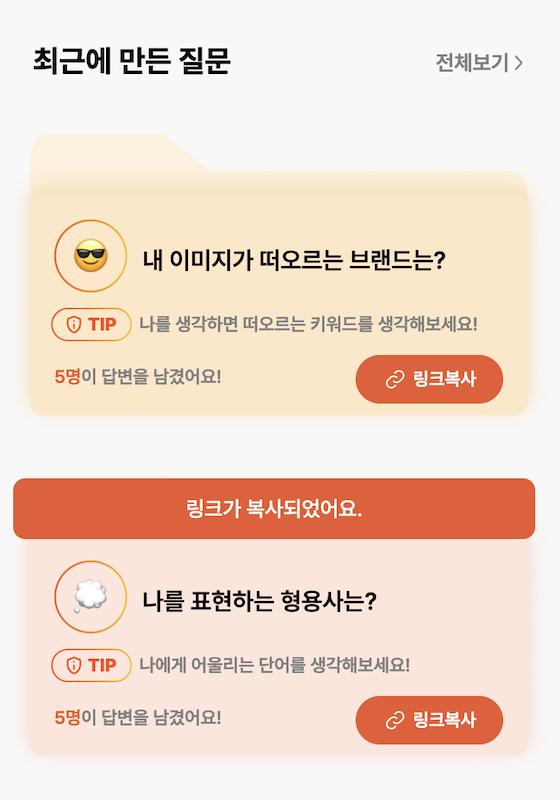 최근에 만든 질문
전체보기 >
내 이미지가 떠오르는 브랜드는?
TIP 나를 생각하면 떠오르는 키워드를 생각해보세요!
5명이 답변을 남겼어요!
링크복사
링크가 복사되었어요.
나를 표현하는 형용사는?
TIP 나에게 어울리는 단어를 생각해보세요!
5명이 답변을 남겼어요!
링크복사